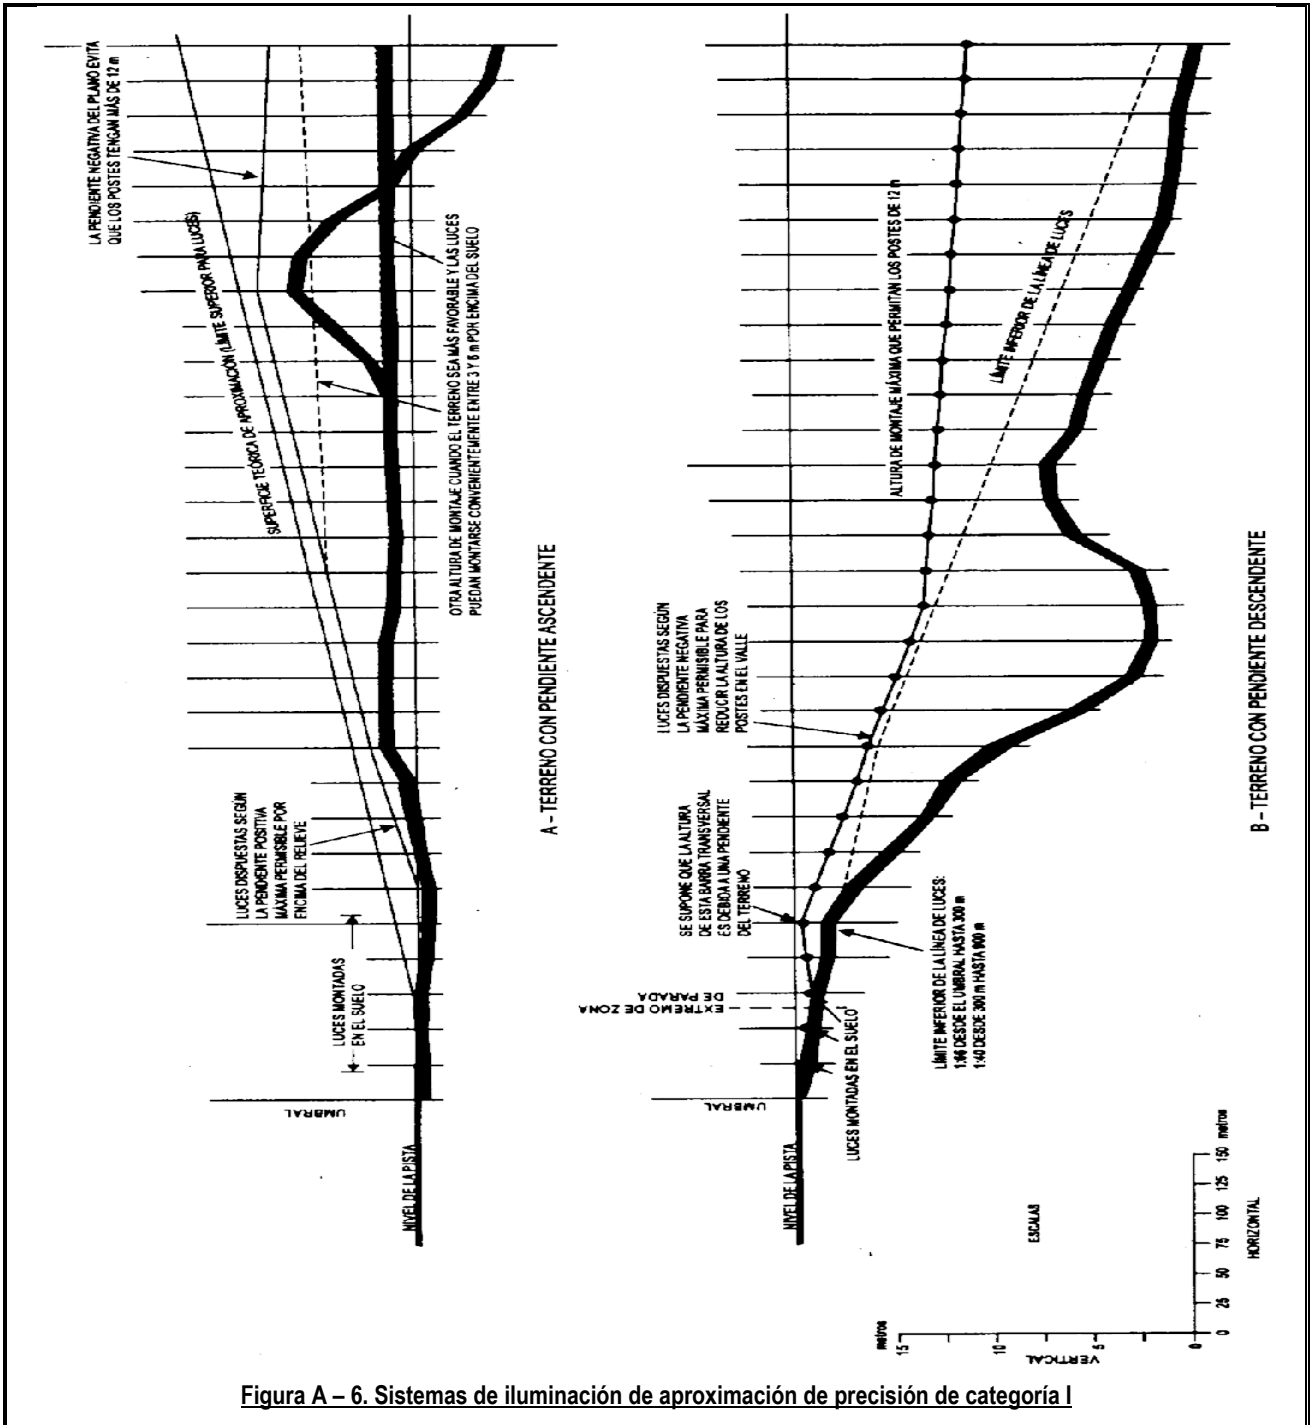 LA PENDIENTE NEGATIVA DEL PLANO EVITA
QUE LOS POSTES TENGAN MÁS DE 12 m
SUPERFICIE TEÓRICA DE APROXIMACIÓN (LÍMITE SUPERIOR PARA LUCES)
OTRA ALTURA DE MONTAJE CUANDO EL TERRENO SEA MÁS FAVORABLE Y LAS LUCES
PUEDAN MONTARSE CONVENIENTEMENTE ENTRE 3 Y 6 m POR ENCIMA DEL SUELO
LUCES DISPUESTAS SEGÚN
LA PENDIENTE POSITIVA
MÁXIMA PERMISIBLE POR
ENCIMA DEL RELIEVE
LUCES MONTADAS
EN EL SUELO
UMBRAL
NIVEL DE LA PISTA
A – TERRENO CON PENDIENTE ASCENDENTE
ALTURA DE MONTAJE MÁXIMA QUE PERMITAN LOS POSTES DE 12 m
LÍMITE INFERIOR DE LA LÍNEA DE LUCES
LUCES DISPUESTAS SEGÚN
LA PENDIENTE NEGATIVA
MÁXIMA PERMISIBLE PARA
REDUCIR LA ALTURA DE LOS
POSTES EN EL VALLE
SE SUPONE QUE LA ALTURA
DE ESTA BARRA TRANSVERSAL
ES DEBIDA A UNA PENDIENTE
DEL TERRENO
EXTREMO DE ZONA
DE PARADA
UMBRAL
NIVEL DE LA PISTA
LUCES MONTADAS EN EL SUELO
LÍMITE INFERIOR DE LA LÍNEA DE LUCES:
1:66 DESDE EL UMBRAL HASTA 300 m
1:40 DESDE 300 m HASTA 900 m
B – TERRENO CON PENDIENTE DESCENDENTE
ESCALAS
metros
15
10
5
0
VERTICAL
0 25 50 75 100 125 150 metros
HORIZONTAL
Figura A – 6. Sistemas de iluminación de aproximación de precisión de categoría I